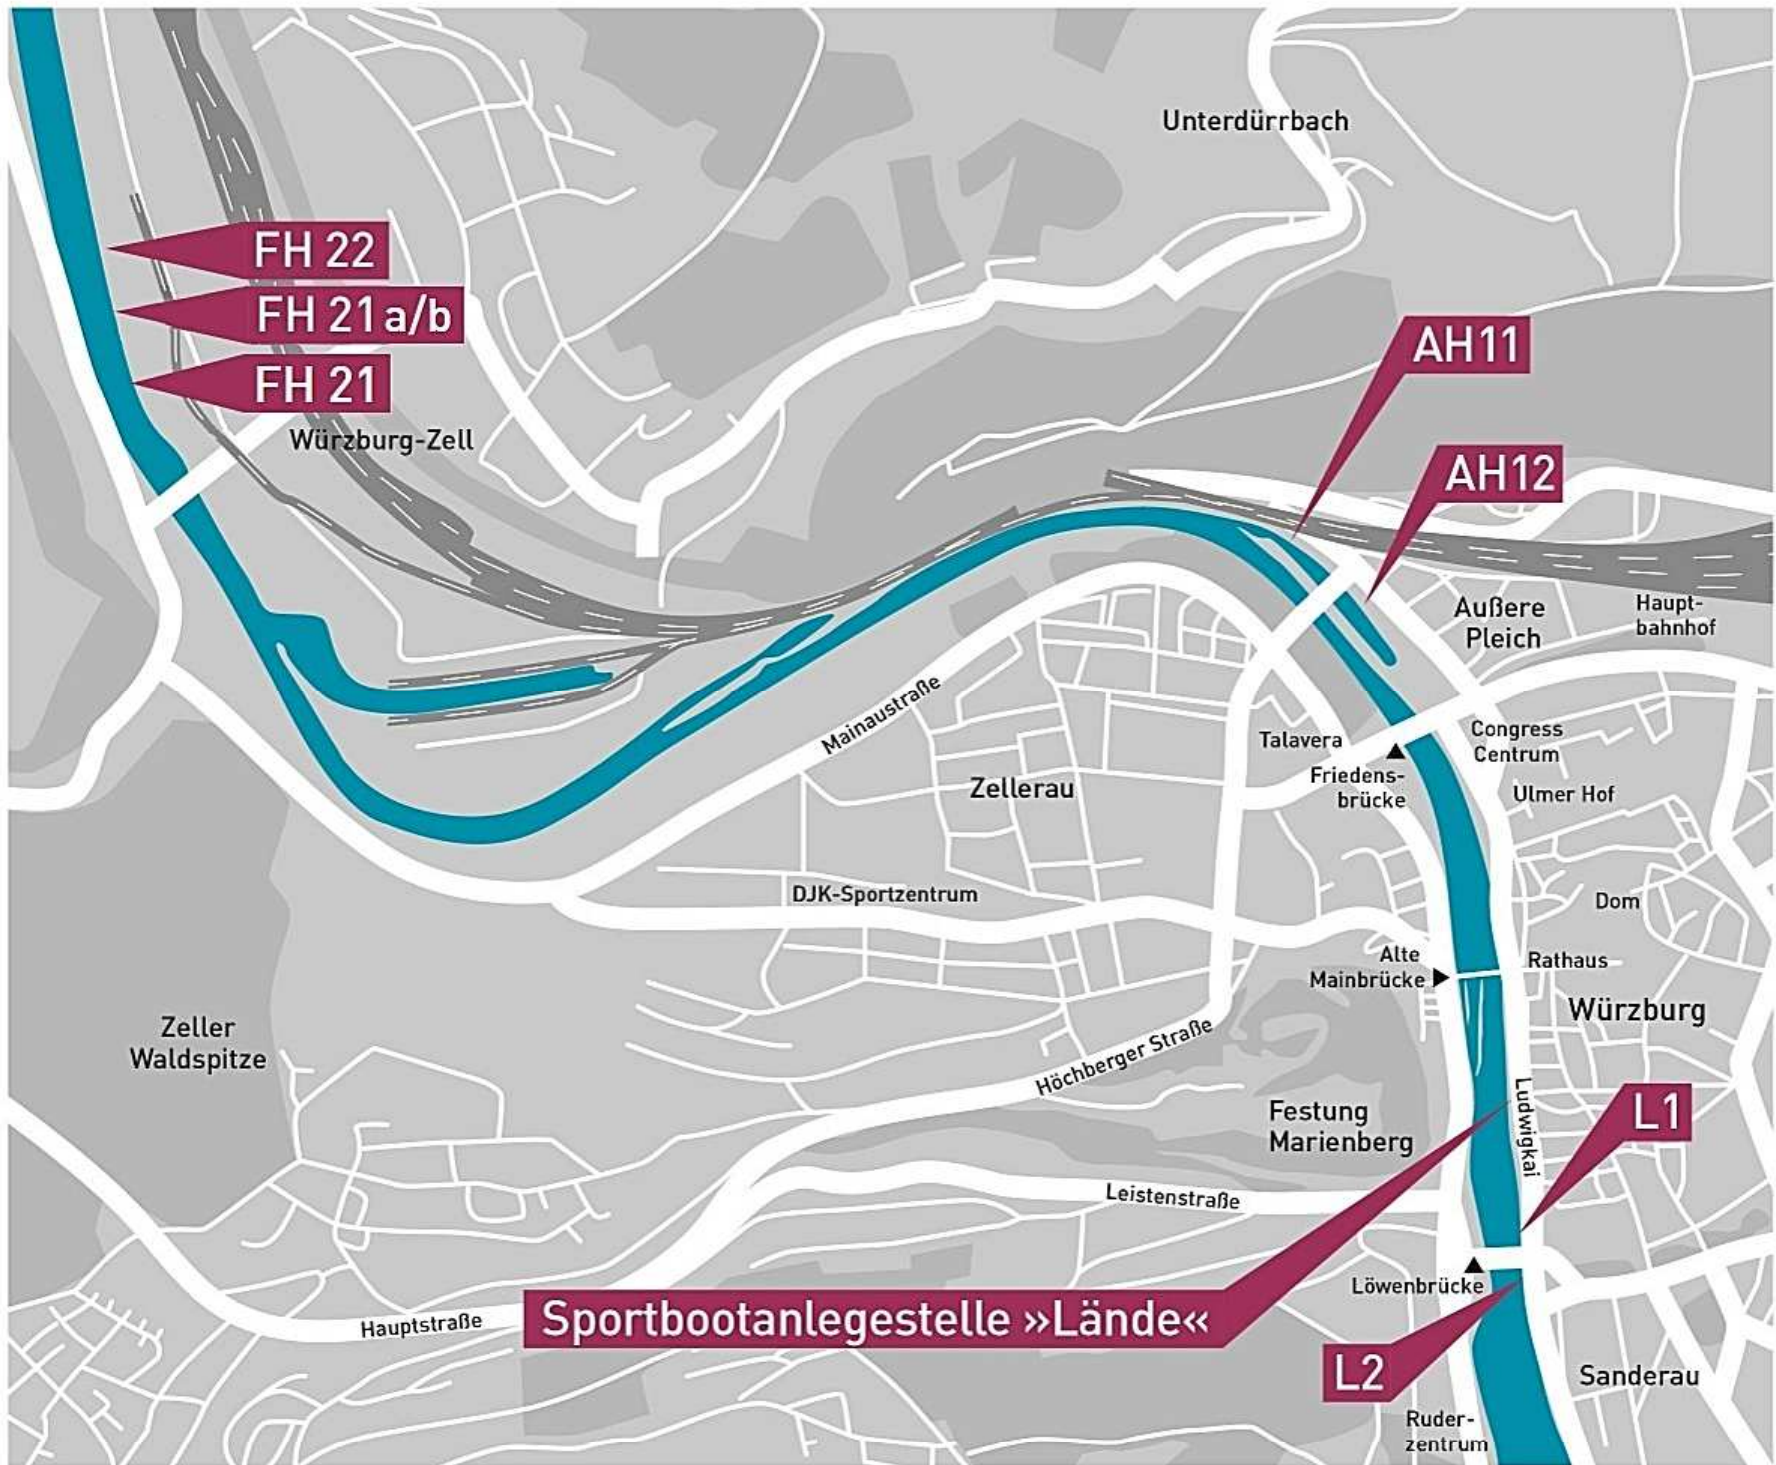 Unterdürrbach
FH 22
FH 21 a/b
FH 21
AH11
Würzburg-Zell
AH12
Außere
Pleich
Haupt-
bahnhof
Mainaustraße
Talavera
Congress
Centrum
Zellerau
Friedens-
brücke
Ulmer Hof
DJK-Sportzentrum
Dom
Alte
Mainbrücke
Rathaus
Würzburg
Zeller
Waldspitze
Höchberger Straße
Festung
Marienberg
Ludwigkai
L1
Leistenstraße
Löwenbrücke
Hauptstraße
Sportbootanlegestelle »Lände«
L2
Sanderau
Ruder-
zentrum